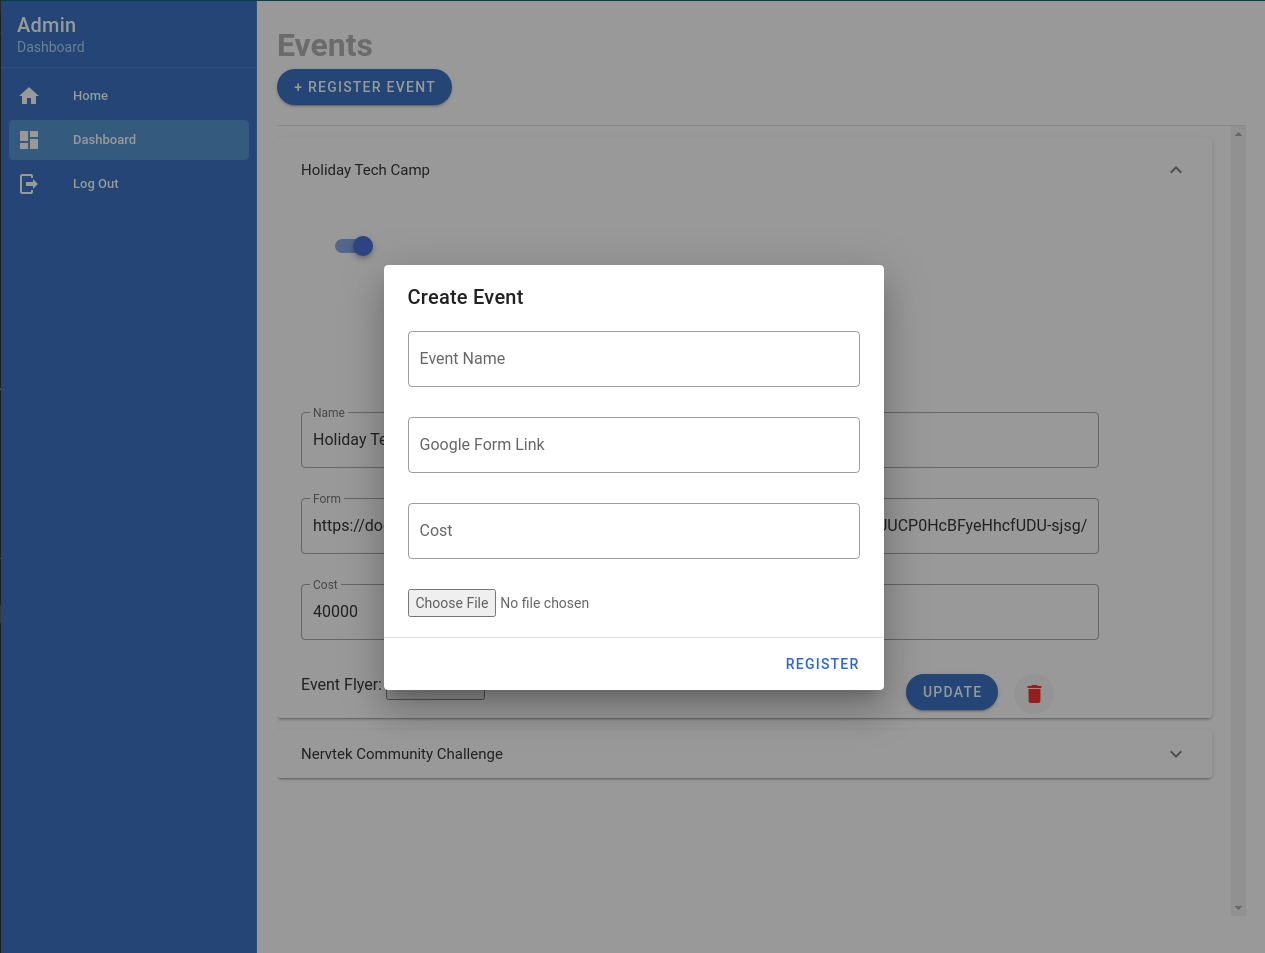 Admin
Dashboard
Home
Dashboard
Log Out
Events
+ REGISTER EVENT
Holiday Tech Camp
Create Event
Event Name
Google Form Link
Cost
Choose File No file chosen
REGISTER
Name
Holiday Te
Form
https://do UCP0HcBFyeHhcfUDU-sjsg/
Cost
40000
Event Flyer:
UPDATE
Nervtek Community Challenge